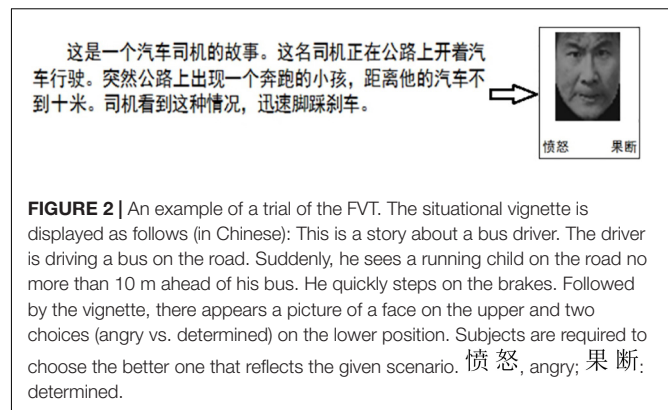 这是一个汽车司机的故事。这名司机正在公路上开着汽
车行驶。突然公路上出现一个奔跑的小孩，距离他的汽车不
到十米。司机看到这种情况，迅速脚踩刹车。
愤怒 果断
FIGURE 2 | An example of a trial of the FVT. The situational vignette is
displayed as follows (in Chinese): This is a story about a bus driver. The driver
is driving a bus on the road. Suddenly, he sees a running child on the road no
more than 10 m ahead of his bus. He quickly steps on the brakes. Followed
by the vignette, there appears a picture of a face on the upper and two
choices (angry vs. determined) on the lower position. Subjects are required to
choose the better one that reflects the given scenario. 愤 怒, angry; 果 断:
determined.